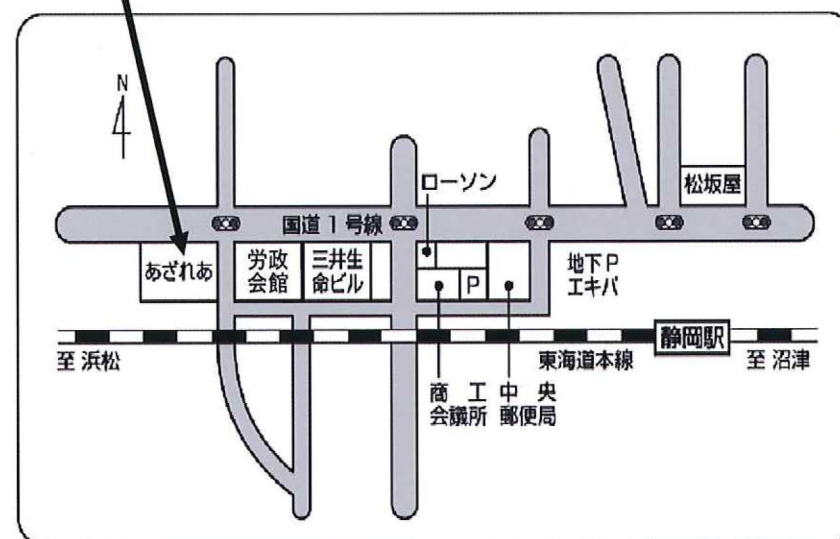 N
ローソン
松坂屋
国道1号線
あざれあ
労政
会館
三井生
命ビル
P
地下P
エキパ
至 浜松
東海道本線
静岡駅
至 沼津
商工
会議所
中央
郵便局